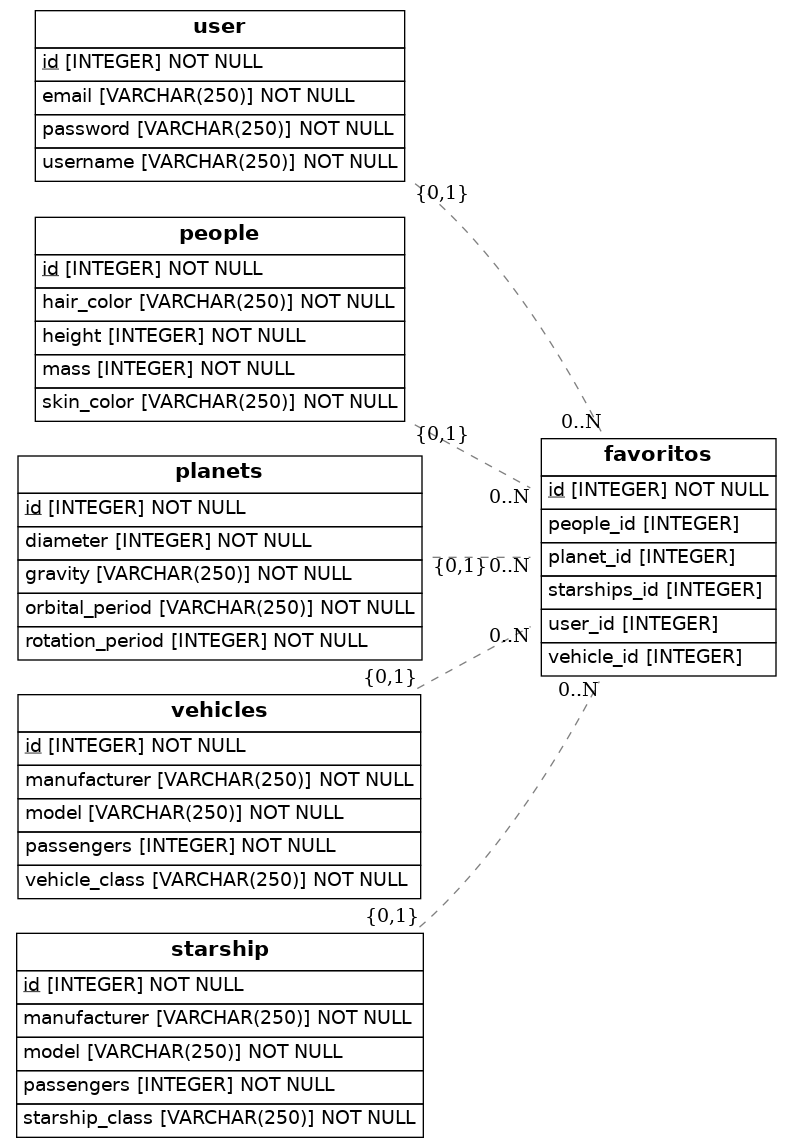 user
id [INTEGER] NOT NULL
email [VARCHAR(250)] NOT NULL
password [VARCHAR(250)] NOT NULL
username [VARCHAR(250)] NOT NULL
{0,1}
0..N
people
id [INTEGER] NOT NULL
hair_color [VARCHAR(250)] NOT NULL
height [INTEGER] NOT NULL
mass [INTEGER] NOT NULL
skin_color [VARCHAR(250)] NOT NULL
{0,1}
0..N
planets
id [INTEGER] NOT NULL
diameter [INTEGER] NOT NULL
gravity [VARCHAR(250)] NOT NULL
orbital_period [VARCHAR(250)] NOT NULL
rotation_period [INTEGER] NOT NULL
{0,1}
0..N
vehicles
id [INTEGER] NOT NULL
manufacturer [VARCHAR(250)] NOT NULL
model [VARCHAR(250)] NOT NULL
passengers [INTEGER] NOT NULL
vehicle_class [VARCHAR(250)] NOT NULL
{0,1}
0..N
starship
id [INTEGER] NOT NULL
manufacturer [VARCHAR(250)] NOT NULL
model [VARCHAR(250)] NOT NULL
passengers [INTEGER] NOT NULL
starship_class [VARCHAR(250)] NOT NULL
{0,1}
0..N
favoritos
id [INTEGER] NOT NULL
people_id [INTEGER]
planet_id [INTEGER]
starships_id [INTEGER]
user_id [INTEGER]
vehicle_id [INTEGER]